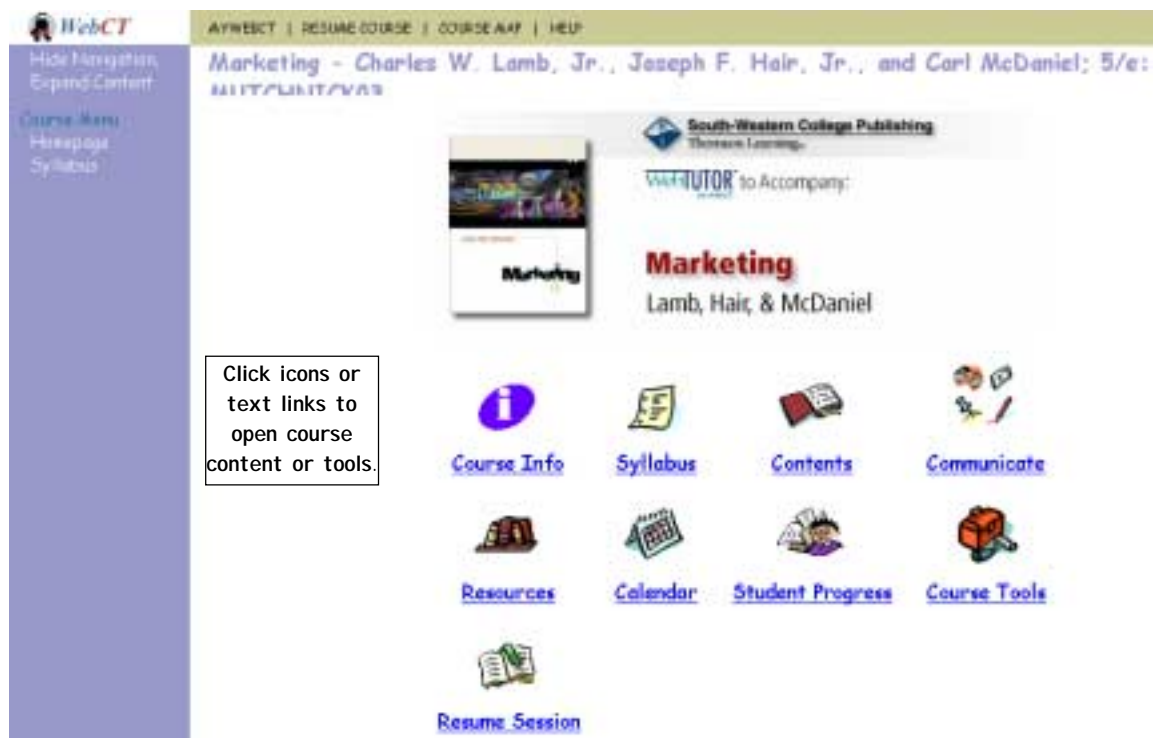 WebCT
MYWEBCT | RESUME COURSE | COURSE MAP | HELP
Hide Navigation
Expand Content
Marketing - Charles W. Lamb, Jr., Joseph F. Hair, Jr., and Carl McDaniel; 5/e:
Course Menu
Homepage
Syllabus
South-Western College Publishing
Thomson Learning
WebTUTOR to Accompany:
Marketing
Marketing
Lamb, Hair, & McDaniel
Click icons or
text links to
open course
content or tools.
Course Info
Syllabus
Contents
Communicate
Resources
Calendar
Student Progress
Course Tools
Resume Session